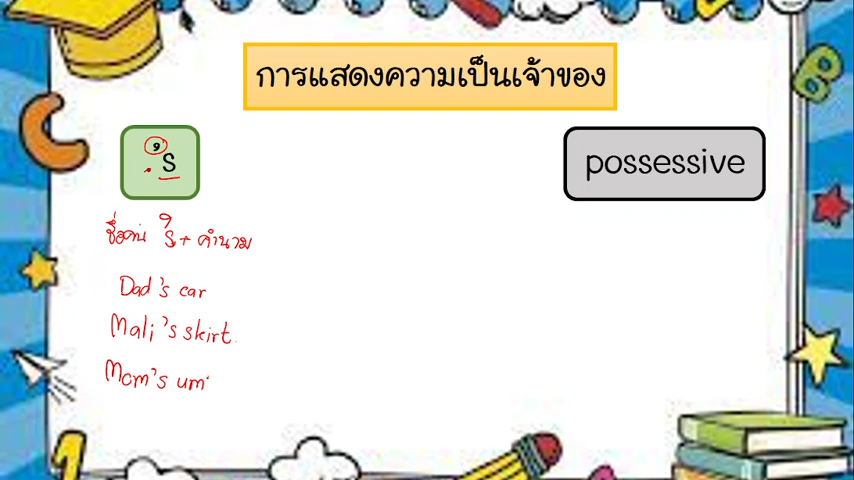 การแสดงความเป็นเจ้าของ
's
possessive
ชื่อคน 's + คำนาม
Dad's car
Mali's skirt.
Mom's um